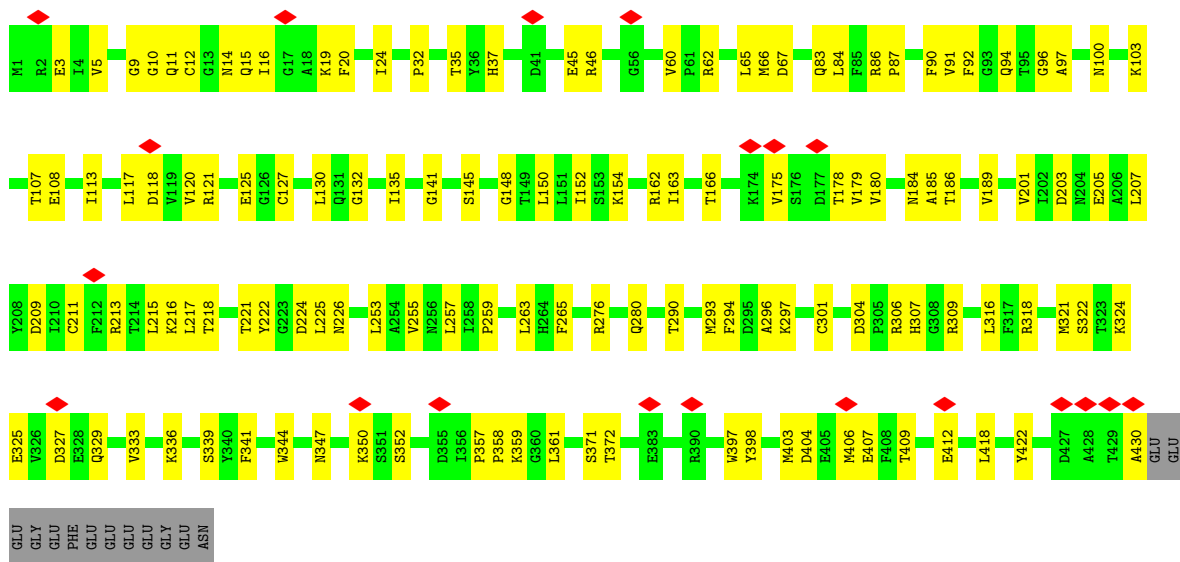 M1 R2 E3 I4 V5 G9 G10 Q11 C12 G13 N14 Q15 I16 G17 A18 K19 F20 I24 P32 T35 Y36 H37 D41 E45 R46 G56 V60 P61 R62 L65 M66 D67 Q83 L84 F85 R86 P87 F90 V91 F92 G93 Q94 T95 G96 A97 N100 K103
T107 E108 I113 L117 D118 V119 V120 R121 E125 G126 C127 L130 Q131 G132 I135 G141 S145 G148 T149 L150 L151 I152 S153 K154 R162 I163 T166 K174 V175 S176 D177 T178 V179 V180 N184 A185 T186 V189 V201 I202 D203 N204 E205 A206 L207
Y208 D209 I210 C211 F212 R213 T214 L215 K216 L217 T218 T221 Y222 G223 D224 L225 N226 L253 A254 V255 N256 L257 I258 P259 L263 H264 F265 R276 Q280 T290 M293 F294 D295 A296 K297 C301 D304 P305 R306 H307 G308 R309 L316 F317 R318 M321 S322 T323 K324
E325 V326 D327 E328 Q329 V333 K336 S339 Y340 F341 W344 N347 K350 S351 S352 D355 I356 P357 P358 K359 G360 L361 S371 T372 E383 R390 W397 Y398 M403 D404 E405 M406 E407 F408 T409 E412 L418 Y422 D427 A428 T429 A430 GLU GLU
GLU GLY GLU PHE GLU GLU GLU GLU GLY GLU ASN